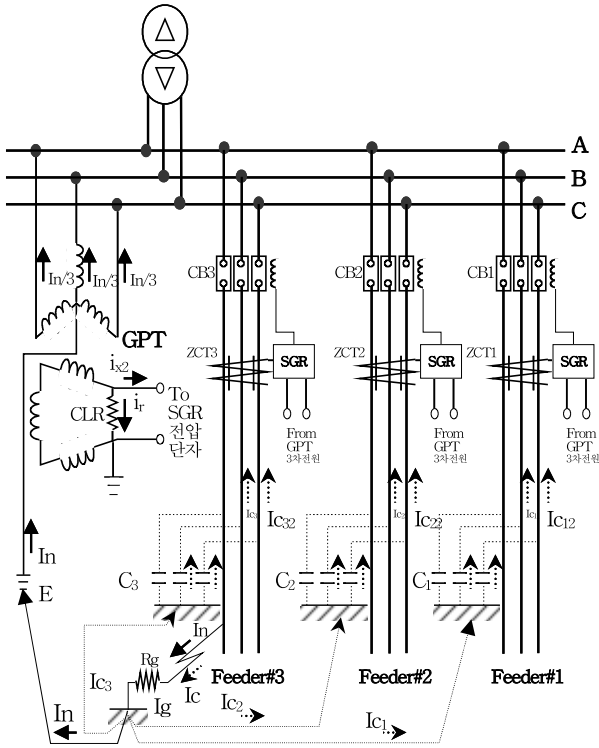 A
B
C
CB3
CB2
CB1
In/3
In/3
In/3
GPT
ZCT3
SGR
ZCT2
SGR
ZCT1
SGR
ix2
ir
CLR
To
SGR
전압
단자
From
GPT
3차전원
From
GPT
3차전원
From
GPT
3차전원
Ic32
Ic22
Ic12
In
E
C3
C2
C1
In
Rg
Ic
Ic3
Ig
Ic2
Feeder#3
Feeder#2
Feeder#1
In
Ic1